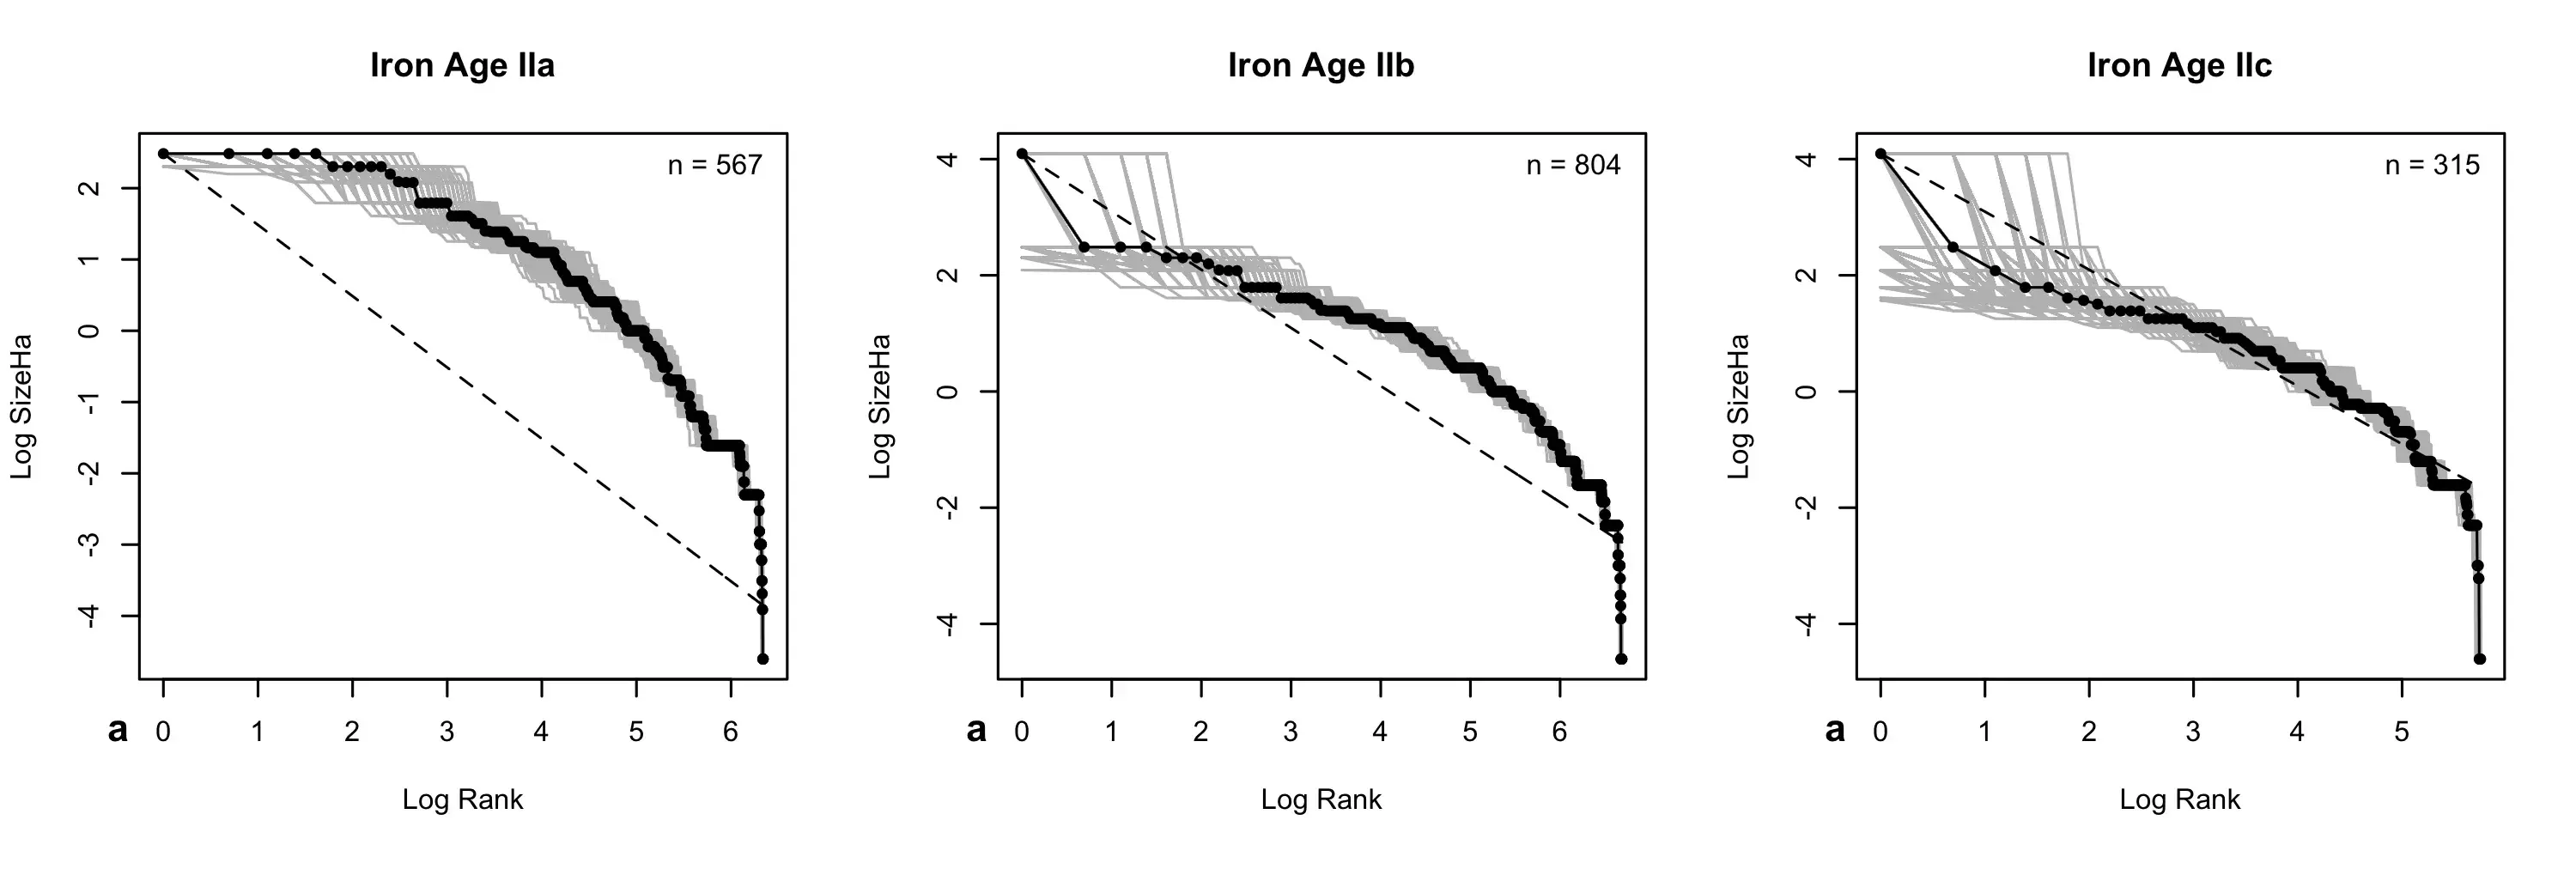 Iron Age IIa
n = 567
Log SizeHa
2
1
0
-1
-2
-3
-4
a 0 1 2 3 4 5 6
Log Rank
Iron Age IIb
n = 804
Log SizeHa
4
2
0
-2
-4
a 0 1 2 3 4 5 6
Log Rank
Iron Age IIc
n = 315
Log SizeHa
4
2
0
-2
-4
a 0 1 2 3 4 5
Log Rank